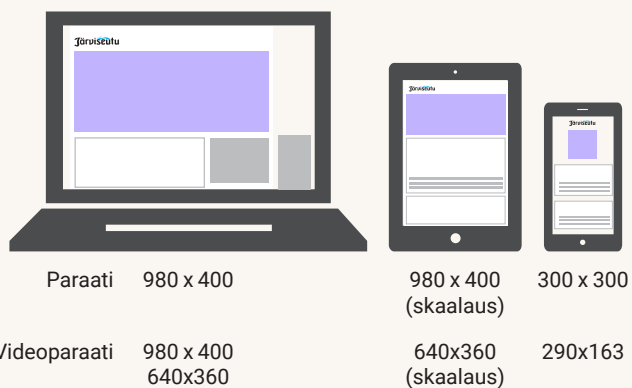 Järviseutu
Järviseutu
Järviseutu
Paraati 980 x 400 980 x 400 300 x 300
(skaalaus)
Videoparaati 980 x 400 640x360 290x163
640x360 (skaalaus)